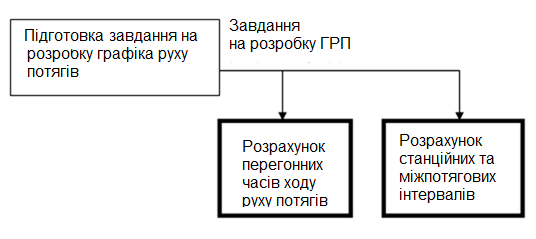 Підготовка завдання на
розробку графіка руху
потягів
Завдання
на розробку ГРП
Розрахунок
перегонних
часів ходу
руху потягів
Розрахунок
станційних та
міжпотягових
інтервалів